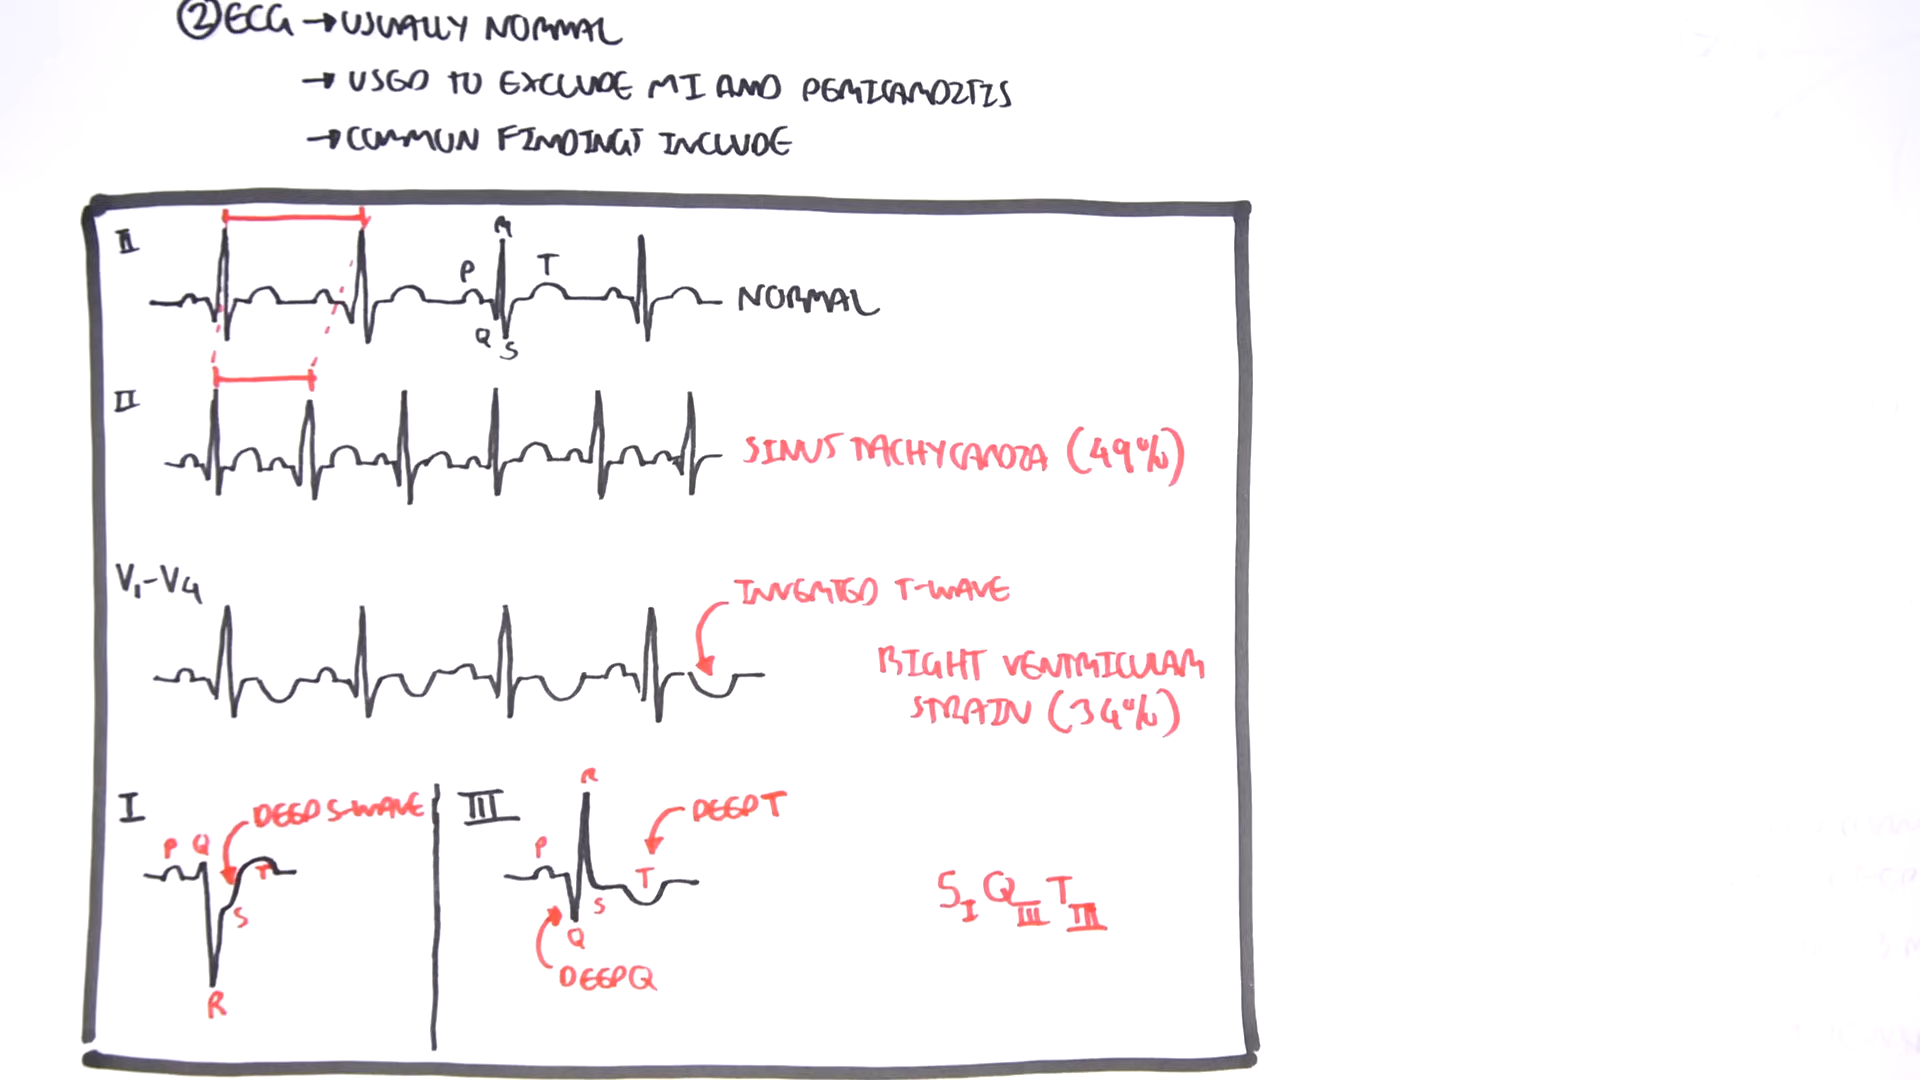 ② ECG → USUALLY NORMAL
→ USED TO EXCLUDE MI AND PERICARDITIS
→ COMMON FINDINGS INCLUDE
II
P
R
T
Q
S
NORMAL
II
SINUS TACHYCARDIA (49%)
V1-V4
INVERTED T-WAVE
RIGHT VENTRICULAR
STRAIN (34%)
I
DEEP S-WAVE
P
Q
T
S
R
III
R
DEEP T
P
T
S
Q
DEEP Q
SI QIII TIII